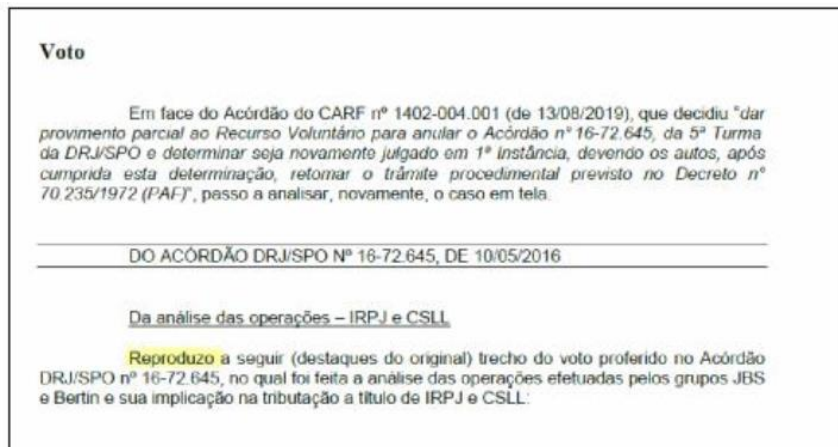 Voto
Em face do Acórdão do CARF nº 1402-004.001 (de 13/08/2019), que decidiu "dar
provimento parcial ao Recurso Voluntário para anular o Acórdão nº 16-72.645, da 5ª Turma
da DRJ/SPO e determinar seja novamente julgado em 1ª Instância, devendo os autos, após
cumprida esta determinação, retomar o trâmite procedimental previsto no Decreto nº
70.235/1972 (PAF)", passo a analisar, novamente, o caso em tela.
DO ACÓRDÃO DRJ/SPO Nº 16-72.645, DE 10/05/2016
Da análise das operações – IRPJ e CSLL
Reproduzo a seguir (destaques do original) trecho do voto proferido no Acórdão
DRJ/SPO nº 16-72.645, no qual foi feita a análise das operações efetuadas pelos grupos JBS
e Bertin e sua implicação na tributação a título de IRPJ e CSLL: